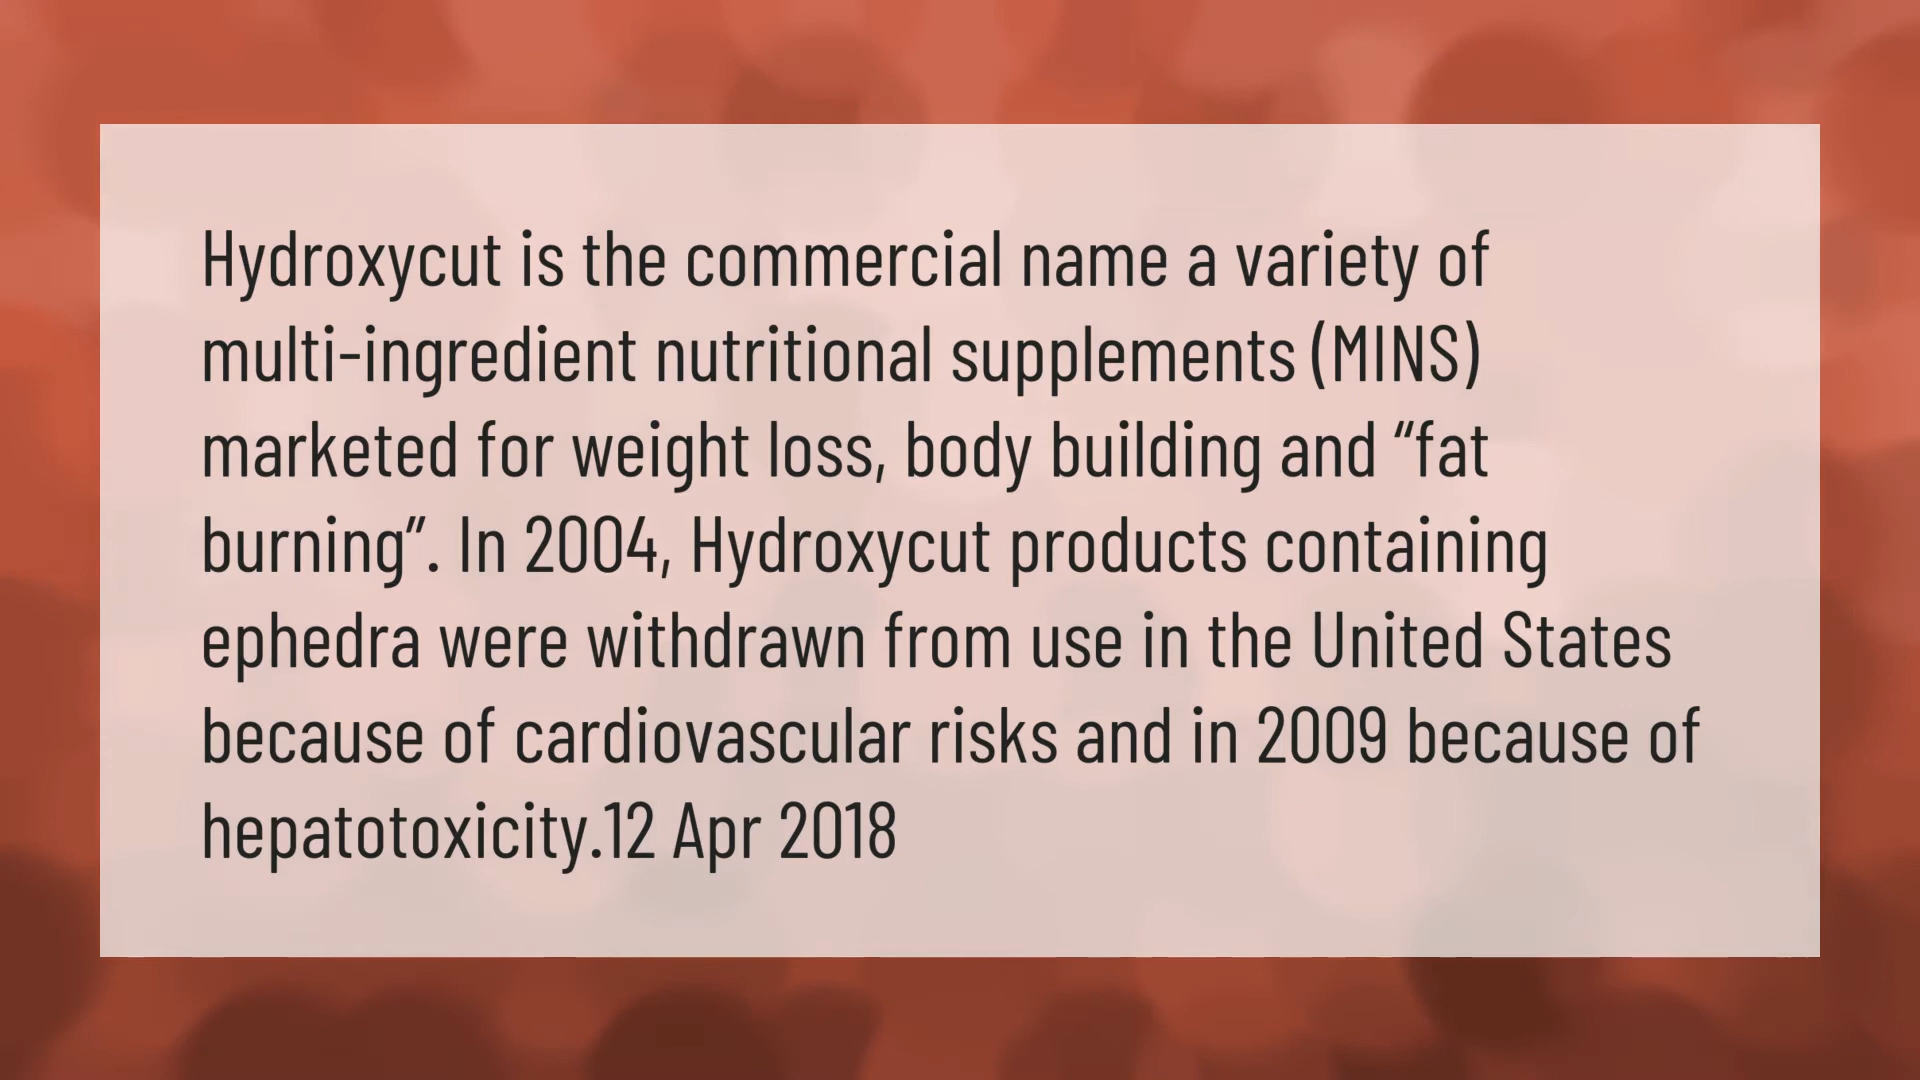 Hydroxycut is the commercial name a variety of
multi-ingredient nutritional supplements (MINS)
marketed for weight loss, body building and “fat
burning”. In 2004, Hydroxycut products containing
ephedra were withdrawn from use in the United States
because of cardiovascular risks and in 2009 because of
hepatotoxicity.12 Apr 2018